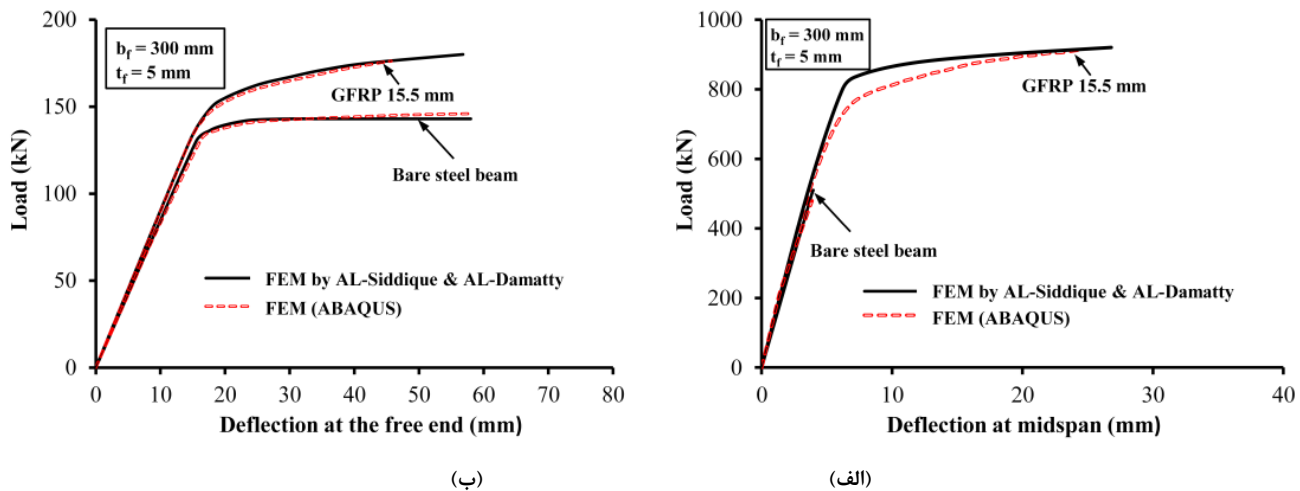 b_f = 300 mm
t_f = 5 mm
GFRP 15.5 mm
Bare steel beam
FEM by AL-Siddique & AL-Damatty
FEM (ABAQUS)
Load (kN)
200
150
100
50
0
0 10 20 30 40 50 60 70 80
Deflection at the free end (mm)
(ب)
b_f = 300 mm
t_f = 5 mm
GFRP 15.5 mm
Bare steel beam
FEM by AL-Siddique & AL-Damatty
FEM (ABAQUS)
Load (kN)
1000
800
600
400
200
0
0 10 20 30 40
Deflection at midspan (mm)
(الف)